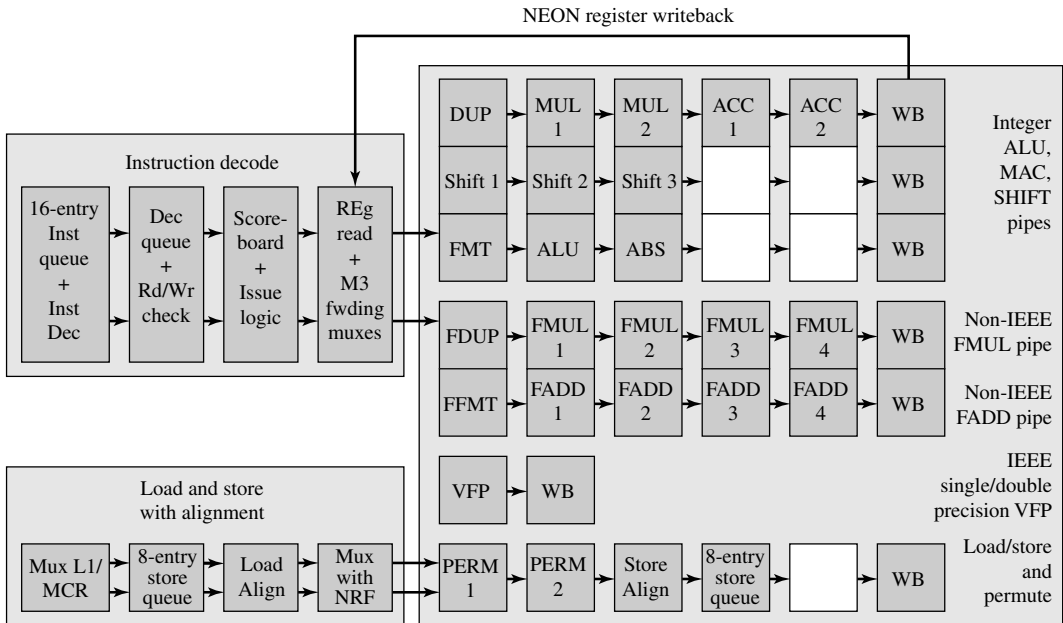 NEON register writeback
Instruction decode
16-entry
Inst
queue
+
Inst
Dec
Dec
queue
+
Rd/Wr
check
Score-
board
+
Issue
logic
REg
read
+
M3
fwding
muxes
DUP
MUL
1
MUL
2
ACC
1
ACC
2
WB
Shift 1
Shift 2
Shift 3
WB
FMT
ALU
ABS
WB
Integer
ALU,
MAC,
SHIFT
pipes
FDUP
FMUL
1
FMUL
2
FMUL
3
FMUL
4
WB
Non-IEEE
FMUL pipe
FFMT
FADD
1
FADD
2
FADD
3
FADD
4
WB
Non-IEEE
FADD pipe
VFP
WB
IEEE
single/double
precision VFP
Load and store
with alignment
Mux L1/
MCR
8-entry
store
queue
Load
Align
Mux
with
NRF
PERM
1
PERM
2
Store
Align
8-entry
store
queue
WB
Load/store
and
permute